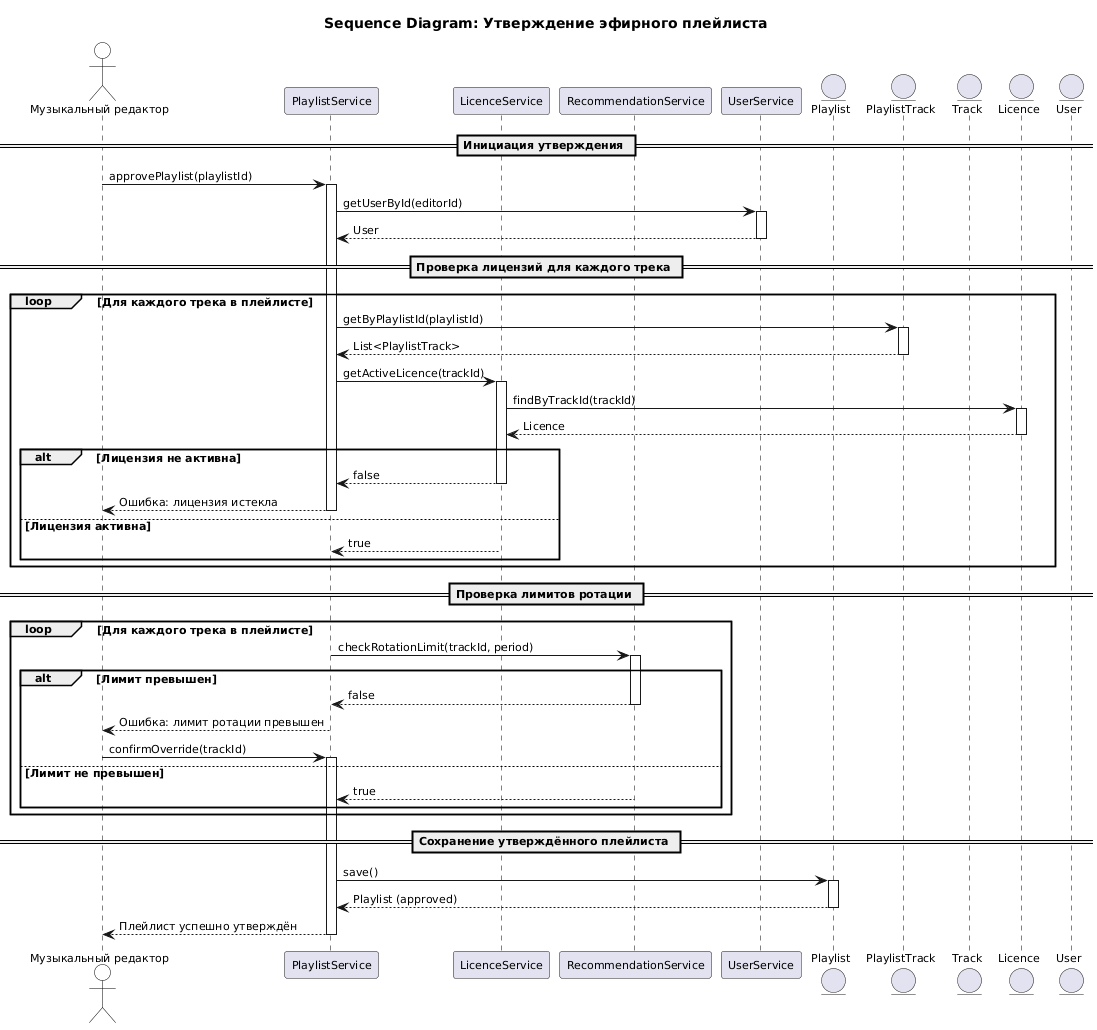 Sequence Diagram: Утверждение эфирного плейлиста
Музыкальный редактор
PlaylistService
LicenceService
RecommendationService
UserService
Playlist
PlaylistTrack
Track
Licence
User
Инициация утверждения
approvePlaylist(playlistId)
getUserById(editorId)
User
Проверка лицензий для каждого трека
loop
[Для каждого трека в плейлисте]
getByPlaylistId(playlistId)
List<PlaylistTrack>
getActiveLicence(trackId)
findByTrackId(trackId)
Licence
alt
[Лицензия не активна]
false
Ошибка: лицензия истекла
[Лицензия активна]
true
Проверка лимитов ротации
loop
[Для каждого трека в плейлисте]
checkRotationLimit(trackId, period)
alt
[Лимит превышен]
false
Ошибка: лимит ротации превышен
confirmOverride(trackId)
[Лимит не превышен]
true
Сохранение утверждённого плейлиста
save()
Playlist (approved)
Плейлист успешно утверждён
Музыкальный редактор
PlaylistService
LicenceService
RecommendationService
UserService
Playlist
PlaylistTrack
Track
Licence
User